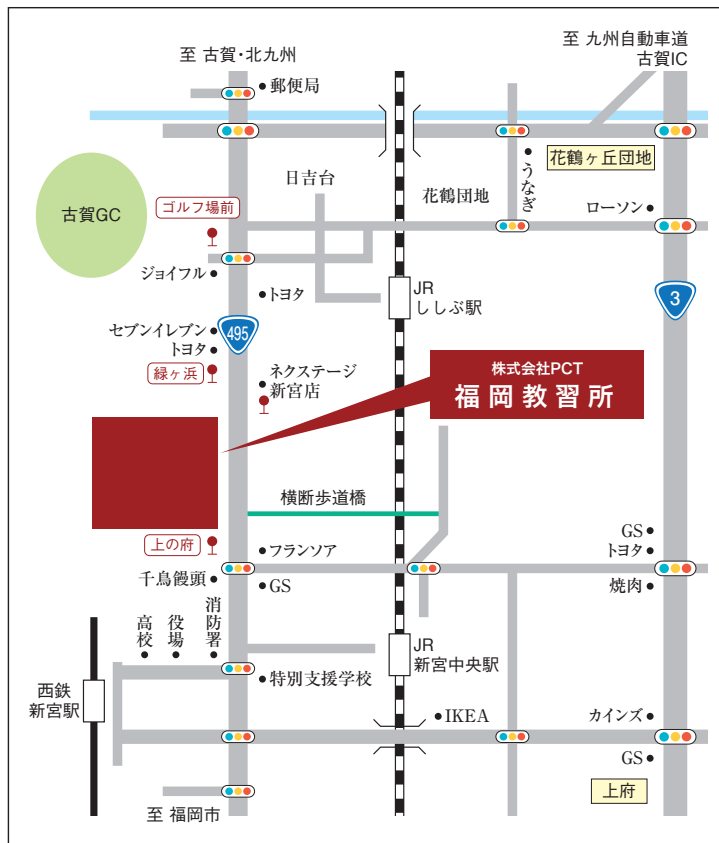 至 古賀・北九州
至 九州自動車道
古賀IC
郵便局
花鶴ヶ丘団地
うなぎ
日吉台
花鶴団地
古賀GC
ゴルフ場前
ローソン
ジョイフル
トヨタ
JR
ししぶ駅
3
セブンイレブン
トヨタ
495
緑ヶ浜
ネクステージ
新宮店
株式会社PCT
福岡教習所
横断歩道橋
上の府
フランソア
GS
トヨタ
千鳥饅頭
GS
焼肉
高校
役場
消防署
JR
新宮中央駅
特別支援学校
西鉄
新宮駅
IKEA
カインズ
GS
上府
至 福岡市